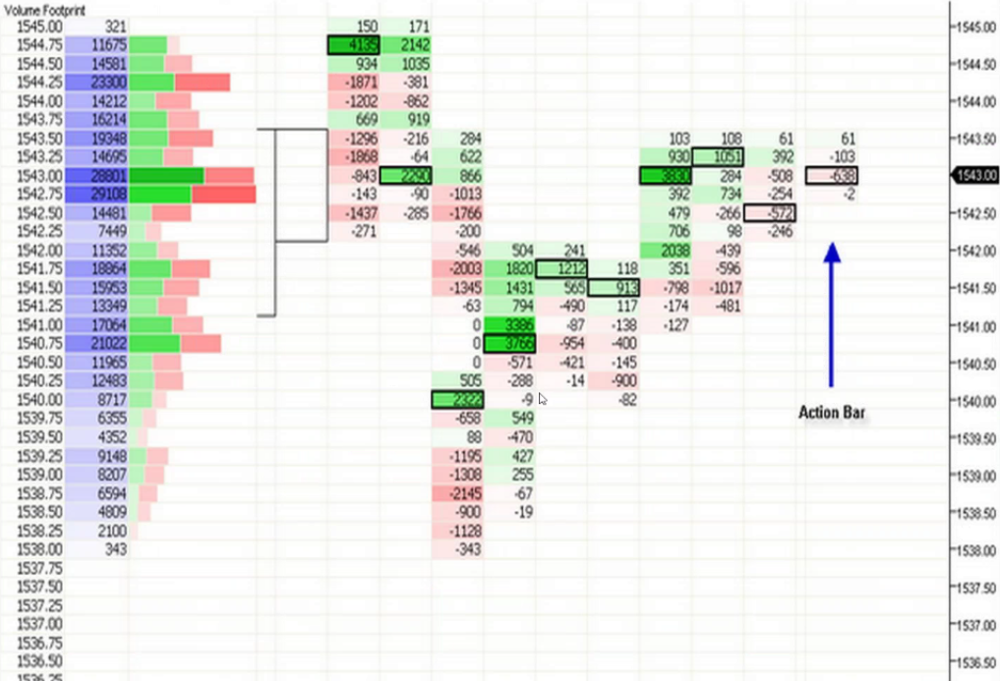 Volume Footprint
1545.00 321 150 171 1545.00
1544.75 11675 4135 2142
1544.50 14581 934 1035 1544.50
1544.25 23300 -1871 -381
1544.00 14212 -1202 -862 1544.00
1543.75 16214 669 919
1543.50 19348 -1296 -216 284 103 108 61 61 1543.50
1543.25 14695 -1868 -64 622 930 1051 392 -103
1543.00 28801 -843 2290 866 3830 284 -508 -638 1543.00
1542.75 29108 -143 -90 -1013 392 734 -254 -2
1542.50 14481 -1437 -285 -1766 479 -266 -572 1542.50
1542.25 7449 -271 -200 706 98 -246
1542.00 11352 -546 504 241 2038 -439 1542.00
1541.75 18864 -2003 1820 1212 118 351 -596
1541.50 15953 -1345 1431 565 913 -798 -1017 1541.50
1541.25 13349 -63 794 -490 117 -174 -481
1541.00 17064 0 3386 -87 -138 -127 1541.00
1540.75 21022 0 3766 -954 -400
1540.50 11965 0 -571 -421 -145 1540.50
1540.25 12483 505 -288 -14 -900
1540.00 8717 2322 -9 -82 1540.00
Action Bar
1539.75 6355 -658 549
1539.50 4352 88 -470 1539.50
1539.25 9148 -1195 427
1539.00 8207 -1308 255 1539.00
1538.75 6594 -2145 -67
1538.50 4809 -900 -19 1538.50
1538.25 2100 -1128
1538.00 343 -343 1538.00
1537.75
1537.50 1537.50
1537.25
1537.00 1537.00
1536.75
1536.50 1536.50
1536.25